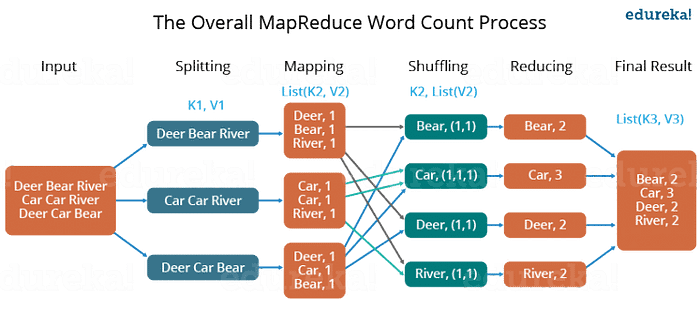 The Overall MapReduce Word Count Process
edureka!
Input
Splitting
Mapping
Shuffling
Reducing
Final Result
K1, V1
List(K2, V2)
K2, List(V2)
List(K3, V3)
Deer Bear River
Car Car River
Deer Car Bear
Deer Bear River
Car Car River
Deer Car Bear
Deer, 1
Bear, 1
River, 1
Car, 1
Car, 1
River, 1
Deer, 1
Car, 1
Bear, 1
Bear, (1,1)
Car, (1,1,1)
Deer, (1,1)
River, (1,1)
Bear, 2
Car, 3
Deer, 2
River, 2
Bear, 2
Car, 3
Deer, 2
River, 2